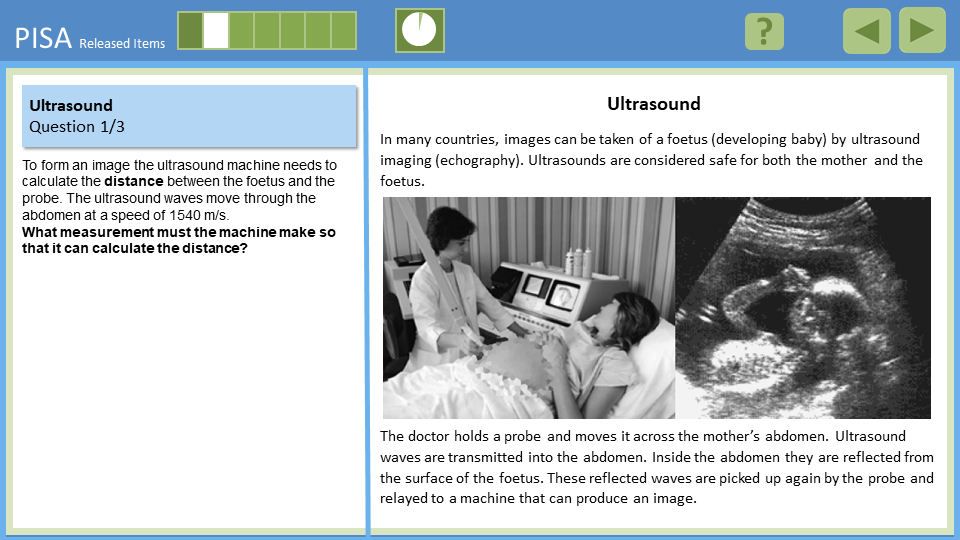 PISA Released Items
?
Ultrasound
Question 1/3
To form an image the ultrasound machine needs to
calculate the distance between the foetus and the
probe. The ultrasound waves move through the
abdomen at a speed of 1540 m/s.
What measurement must the machine make so
that it can calculate the distance?
Ultrasound
In many countries, images can be taken of a foetus (developing baby) by ultrasound
imaging (echography). Ultrasounds are considered safe for both the mother and the
foetus.
The doctor holds a probe and moves it across the mother’s abdomen. Ultrasound
waves are transmitted into the abdomen. Inside the abdomen they are reflected from
the surface of the foetus. These reflected waves are picked up again by the probe and
relayed to a machine that can produce an image.